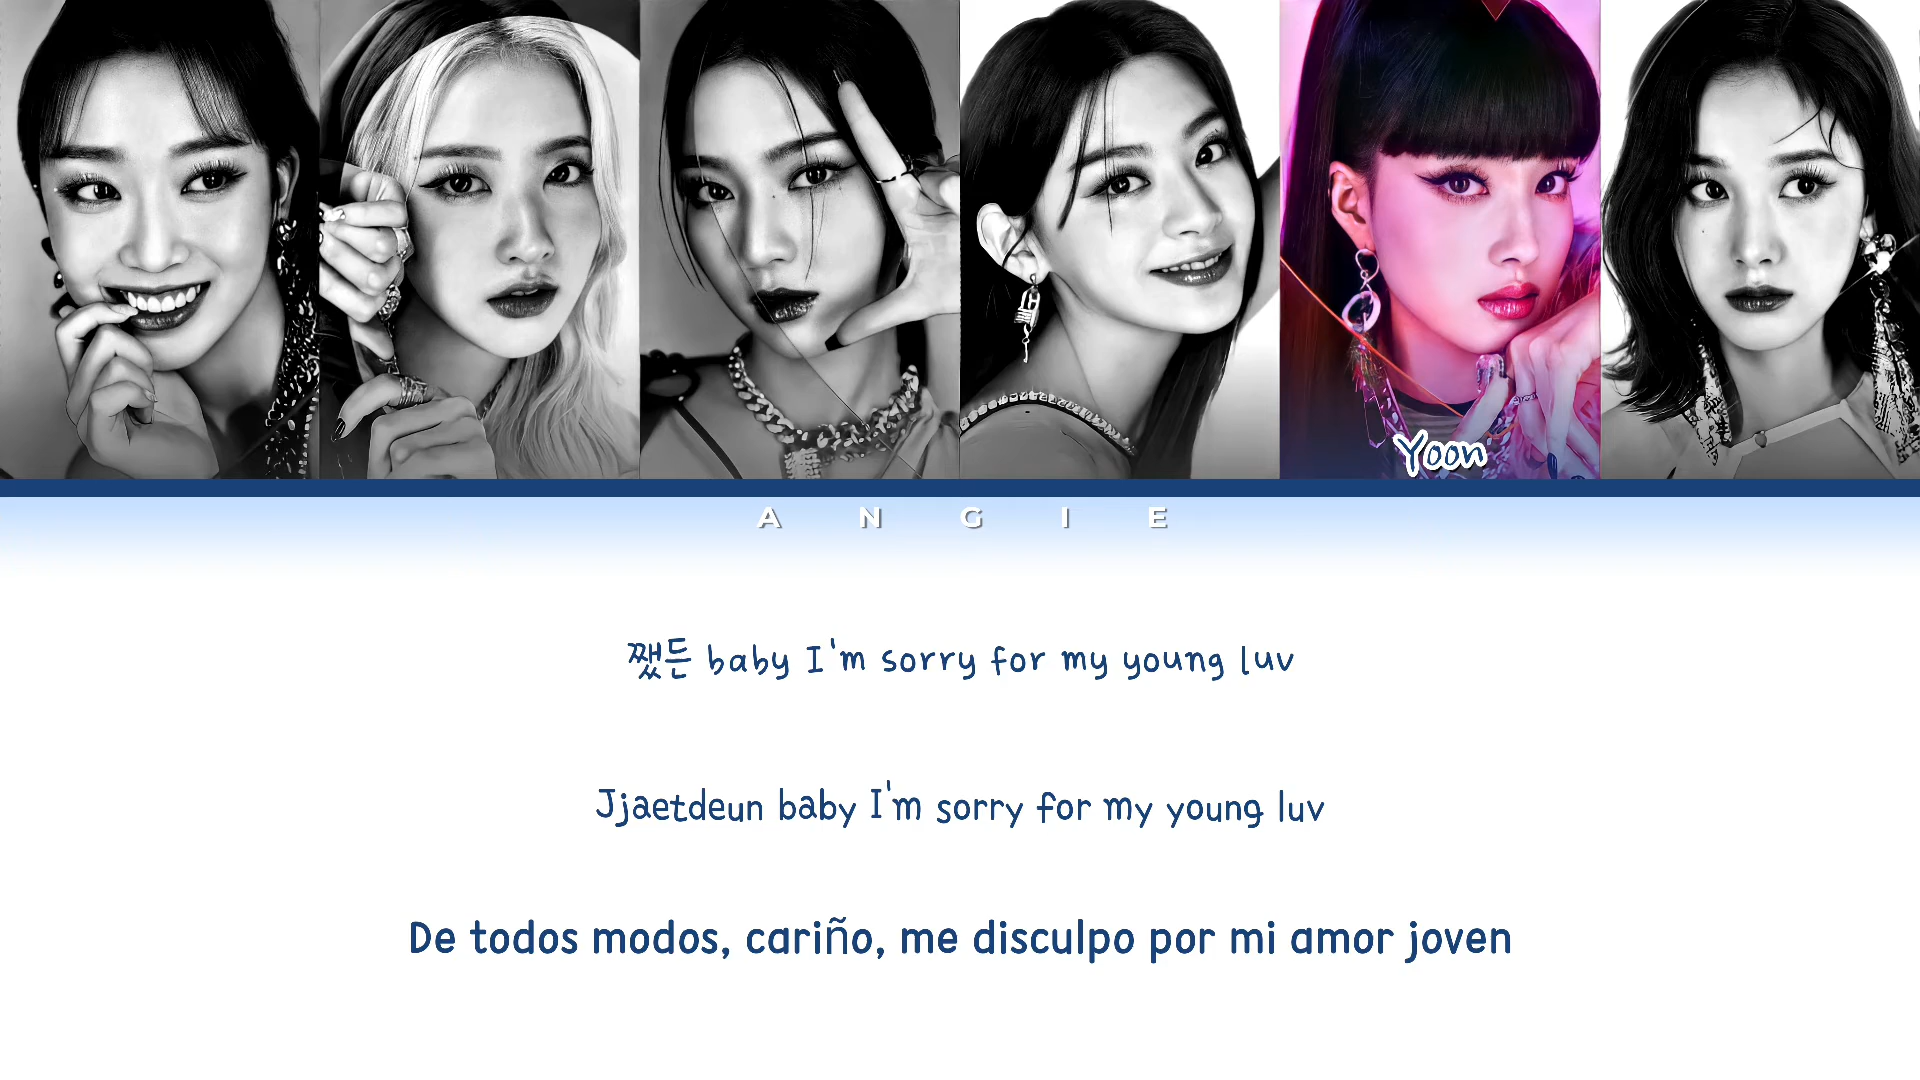 Yoon
A N G I E
쨌든 baby I'm sorry for my young luv
Jjaetdeun baby I'm sorry for my young luv
De todos modos, cariño, me disculpo por mi amor joven